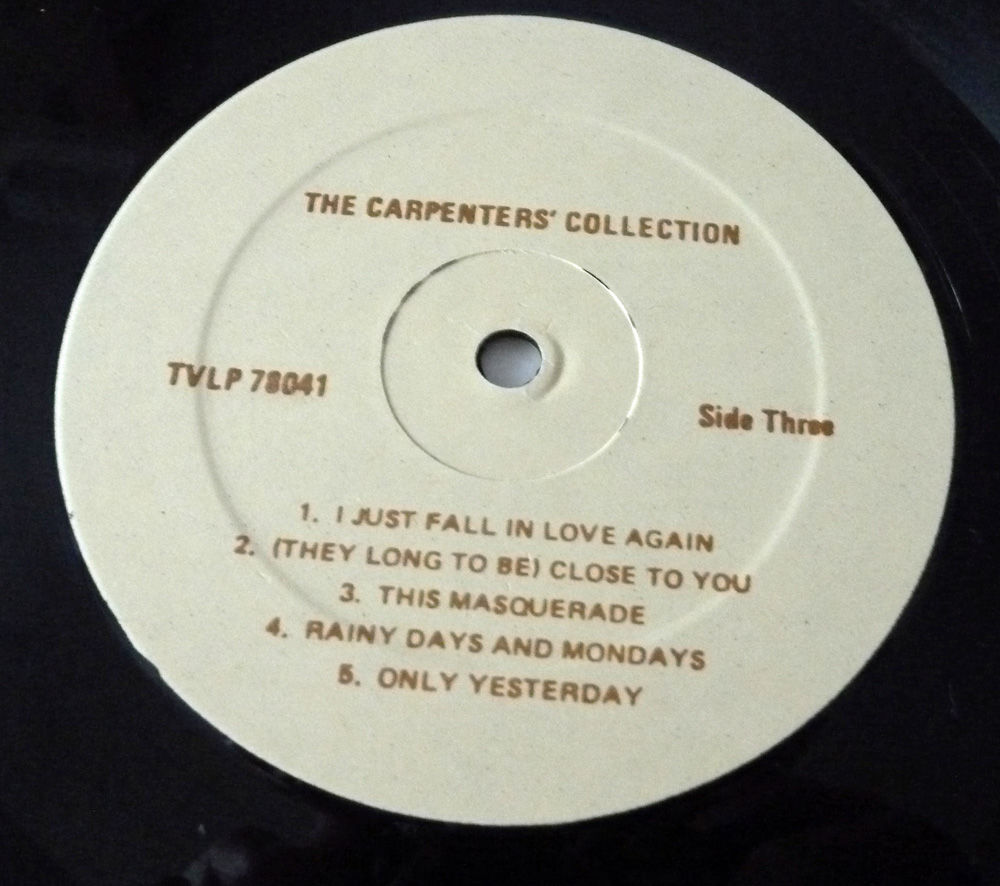 THE CARPENTERS' COLLECTION
TVLP 78041
Side Three
1. I JUST FALL IN LOVE AGAIN
2. (THEY LONG TO BE) CLOSE TO YOU
3. THIS MASQUERADE
4. RAINY DAYS AND MONDAYS
5. ONLY YESTERDAY